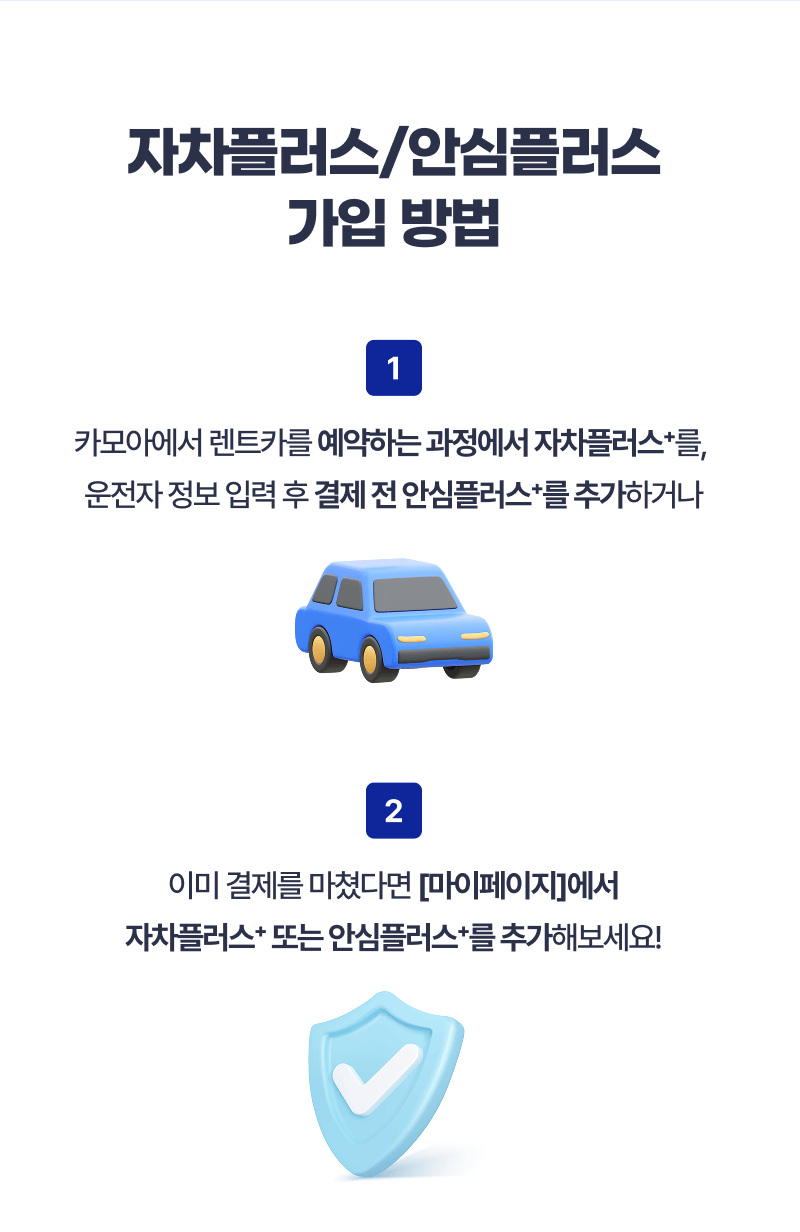 자차플러스/안심플러스
가입 방법
1
카모아에서 렌트카를 예약하는 과정에서 자차플러스⁺를,
운전자 정보 입력 후 결제 전 안심플러스⁺를 추가하거나
2
이미 결제를 마쳤다면 [마이페이지]에서
자차플러스⁺ 또는 안심플러스⁺를 추가해보세요!